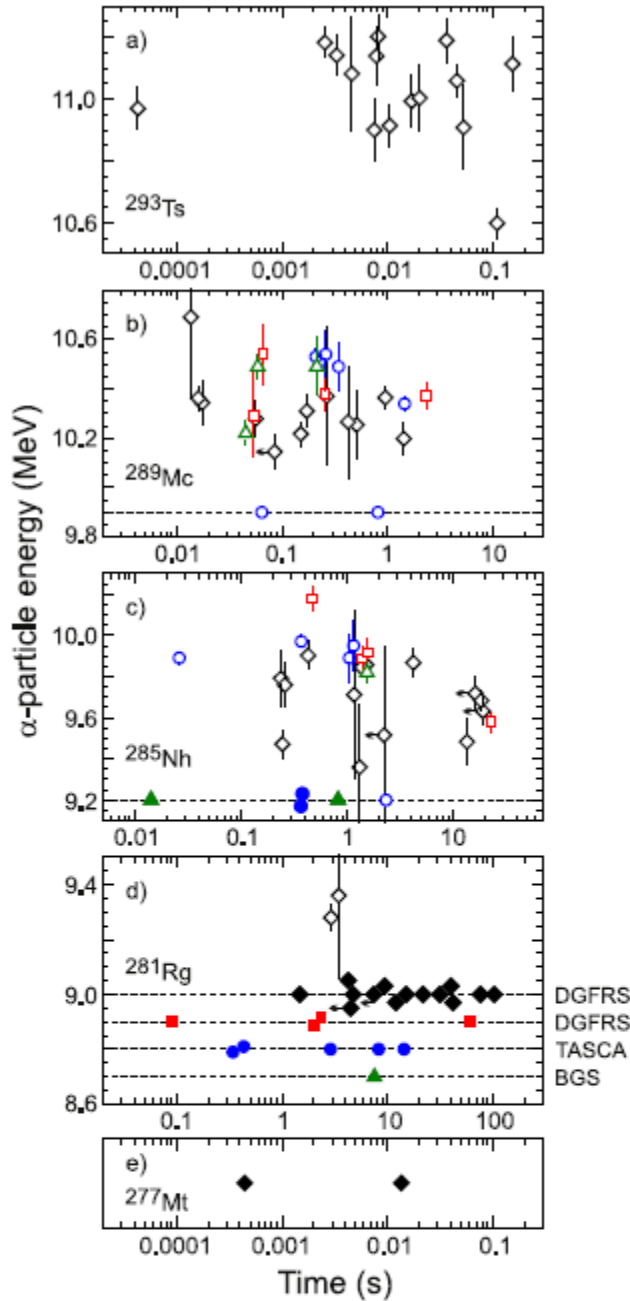 a)
11.0
10.6
²⁹³Ts
0.0001 0.001 0.01 0.1
b)
10.6
10.2
9.8
²⁸⁹Mc
0.01 0.1 1 10
α-particle energy (MeV)
c)
10.0
9.6
9.2
²⁸⁵Nh
0.01 0.1 1 10
d)
9.4
9.0
8.6
²⁸¹Rg
DGFRS
DGFRS
TASCA
BGS
0.1 1 10 100
e)
²⁷⁷Mt
0.0001 0.001 0.01 0.1
Time (s)